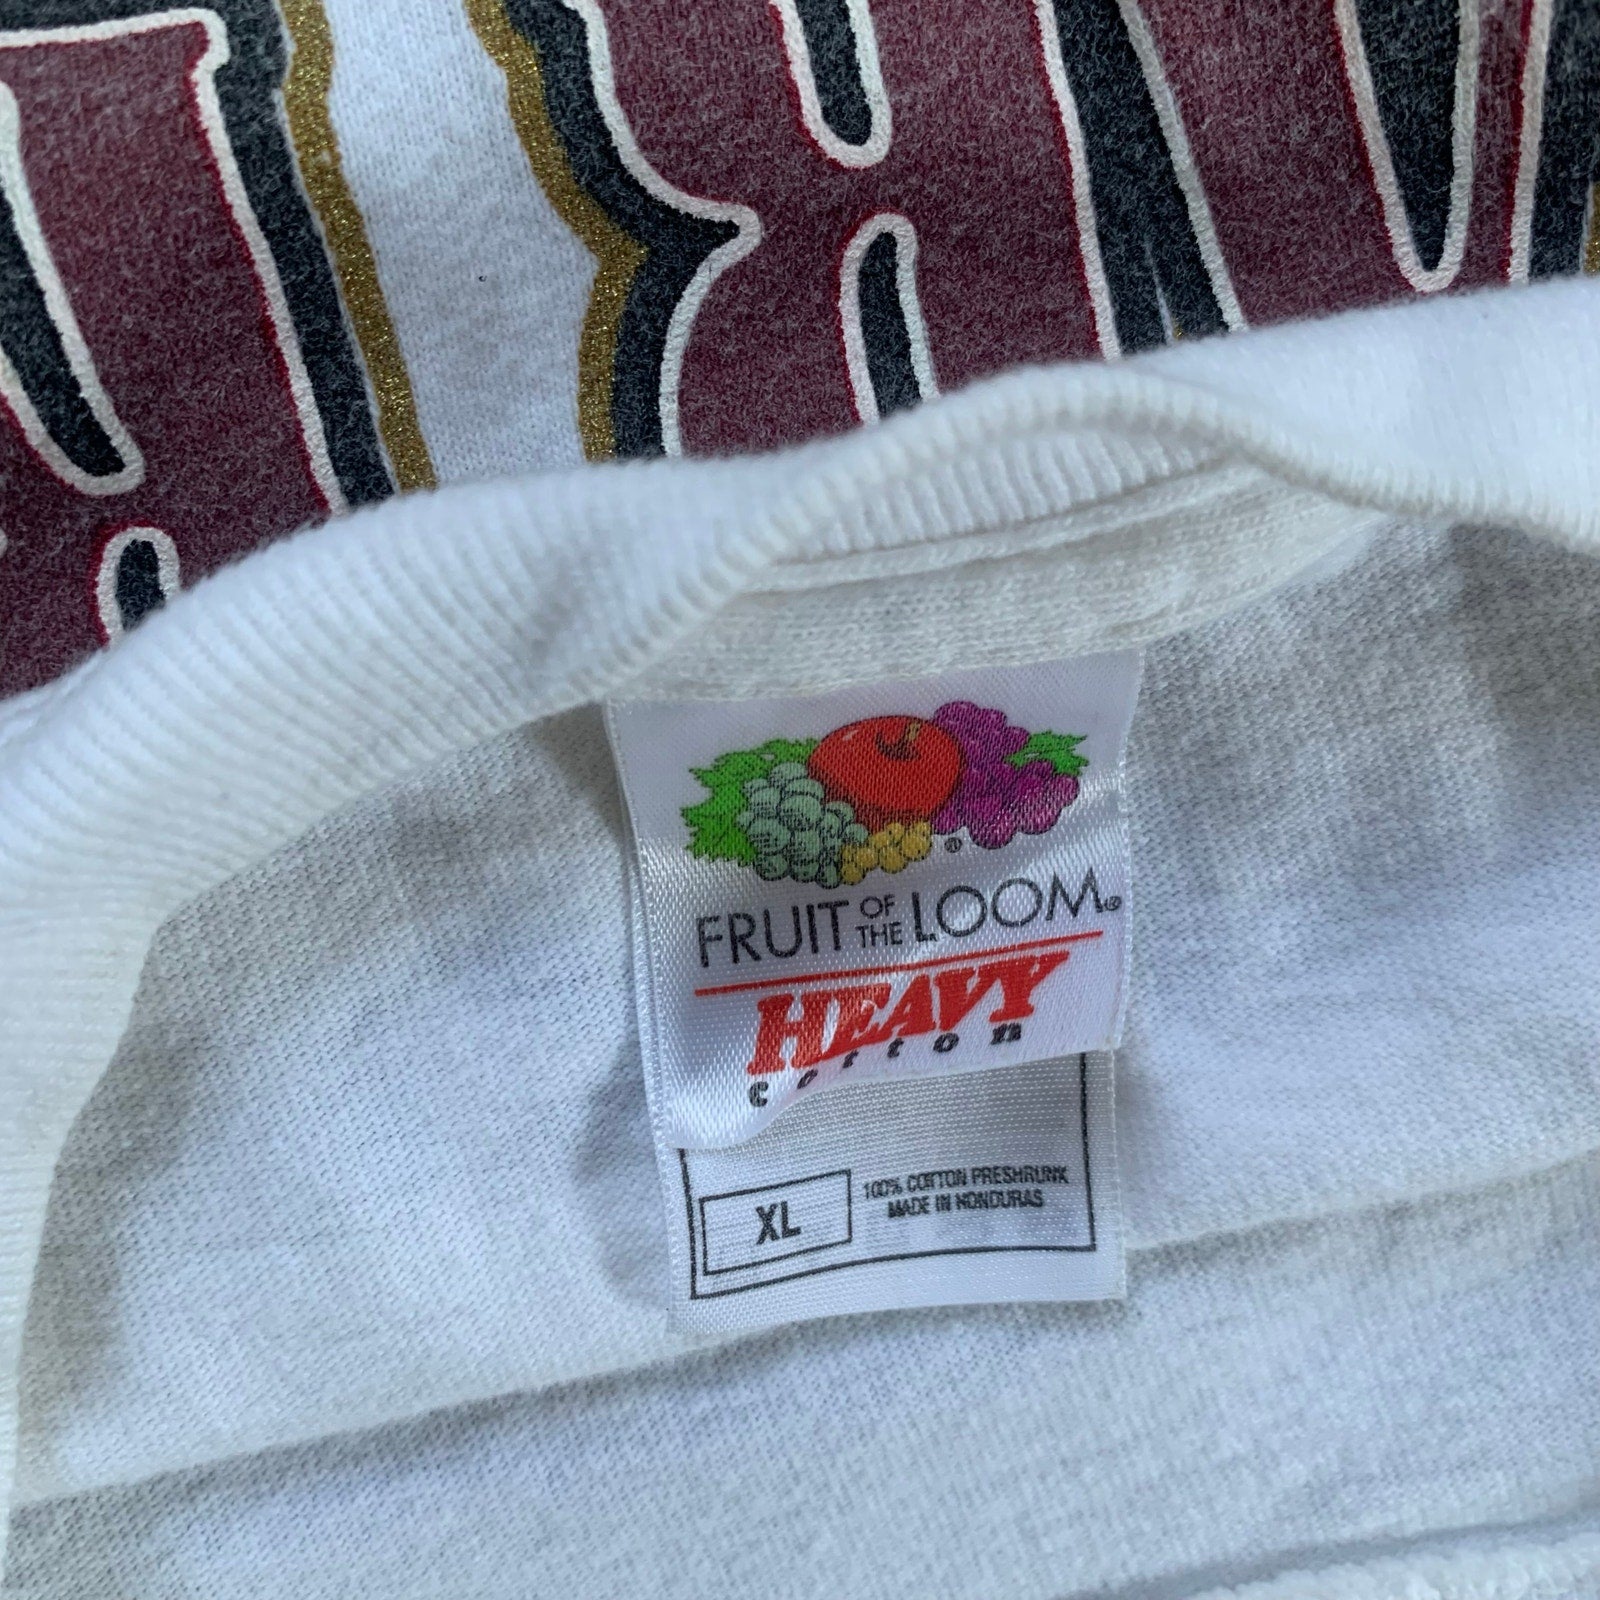 FRUIT OF THE LOOM®
HEAVY
cotton
XL
100% COTTON PRESHRUNK
MADE IN HONDURAS